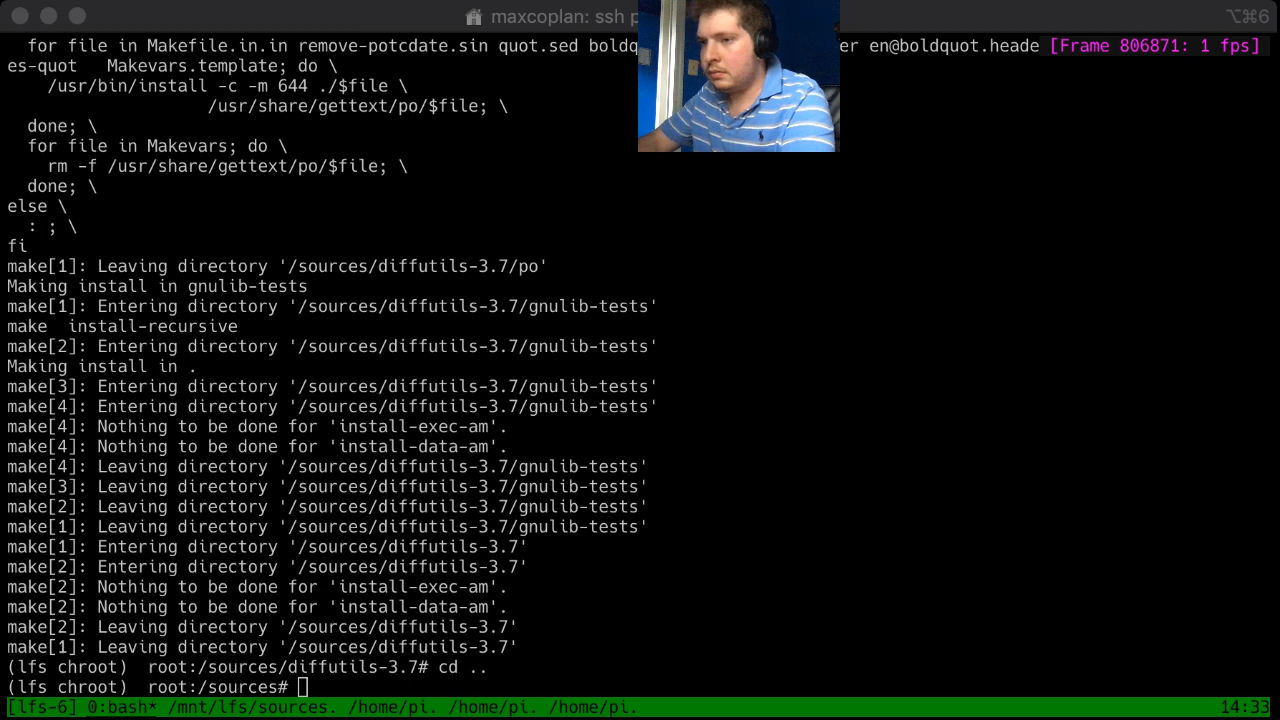 maxcoplan: ssh p ⌥⌘6
for file in Makefile.in.in remove-potcdate.sin quot.sed boldq er en@boldquot.heade [Frame 806871: 1 fps]
es-quot   Makevars.template; do \
/usr/bin/install -c -m 644 ./$file \
/usr/share/gettext/po/$file; \
done; \
for file in Makevars; do \
rm -f /usr/share/gettext/po/$file; \
done; \
else \
: ; \
fi
make[1]: Leaving directory '/sources/diffutils-3.7/po'
Making install in gnulib-tests
make[1]: Entering directory '/sources/diffutils-3.7/gnulib-tests'
make  install-recursive
make[2]: Entering directory '/sources/diffutils-3.7/gnulib-tests'
Making install in .
make[3]: Entering directory '/sources/diffutils-3.7/gnulib-tests'
make[4]: Entering directory '/sources/diffutils-3.7/gnulib-tests'
make[4]: Nothing to be done for 'install-exec-am'.
make[4]: Nothing to be done for 'install-data-am'.
make[4]: Leaving directory '/sources/diffutils-3.7/gnulib-tests'
make[3]: Leaving directory '/sources/diffutils-3.7/gnulib-tests'
make[2]: Leaving directory '/sources/diffutils-3.7/gnulib-tests'
make[1]: Leaving directory '/sources/diffutils-3.7/gnulib-tests'
make[1]: Entering directory '/sources/diffutils-3.7'
make[2]: Entering directory '/sources/diffutils-3.7'
make[2]: Nothing to be done for 'install-exec-am'.
make[2]: Nothing to be done for 'install-data-am'.
make[2]: Leaving directory '/sources/diffutils-3.7'
make[1]: Leaving directory '/sources/diffutils-3.7'
(lfs chroot)  root:/sources/diffutils-3.7# cd ..
(lfs chroot)  root:/sources#
[lfs-6] 0:bash* /mnt/lfs/sources. /home/pi. /home/pi. /home/pi. 14:33